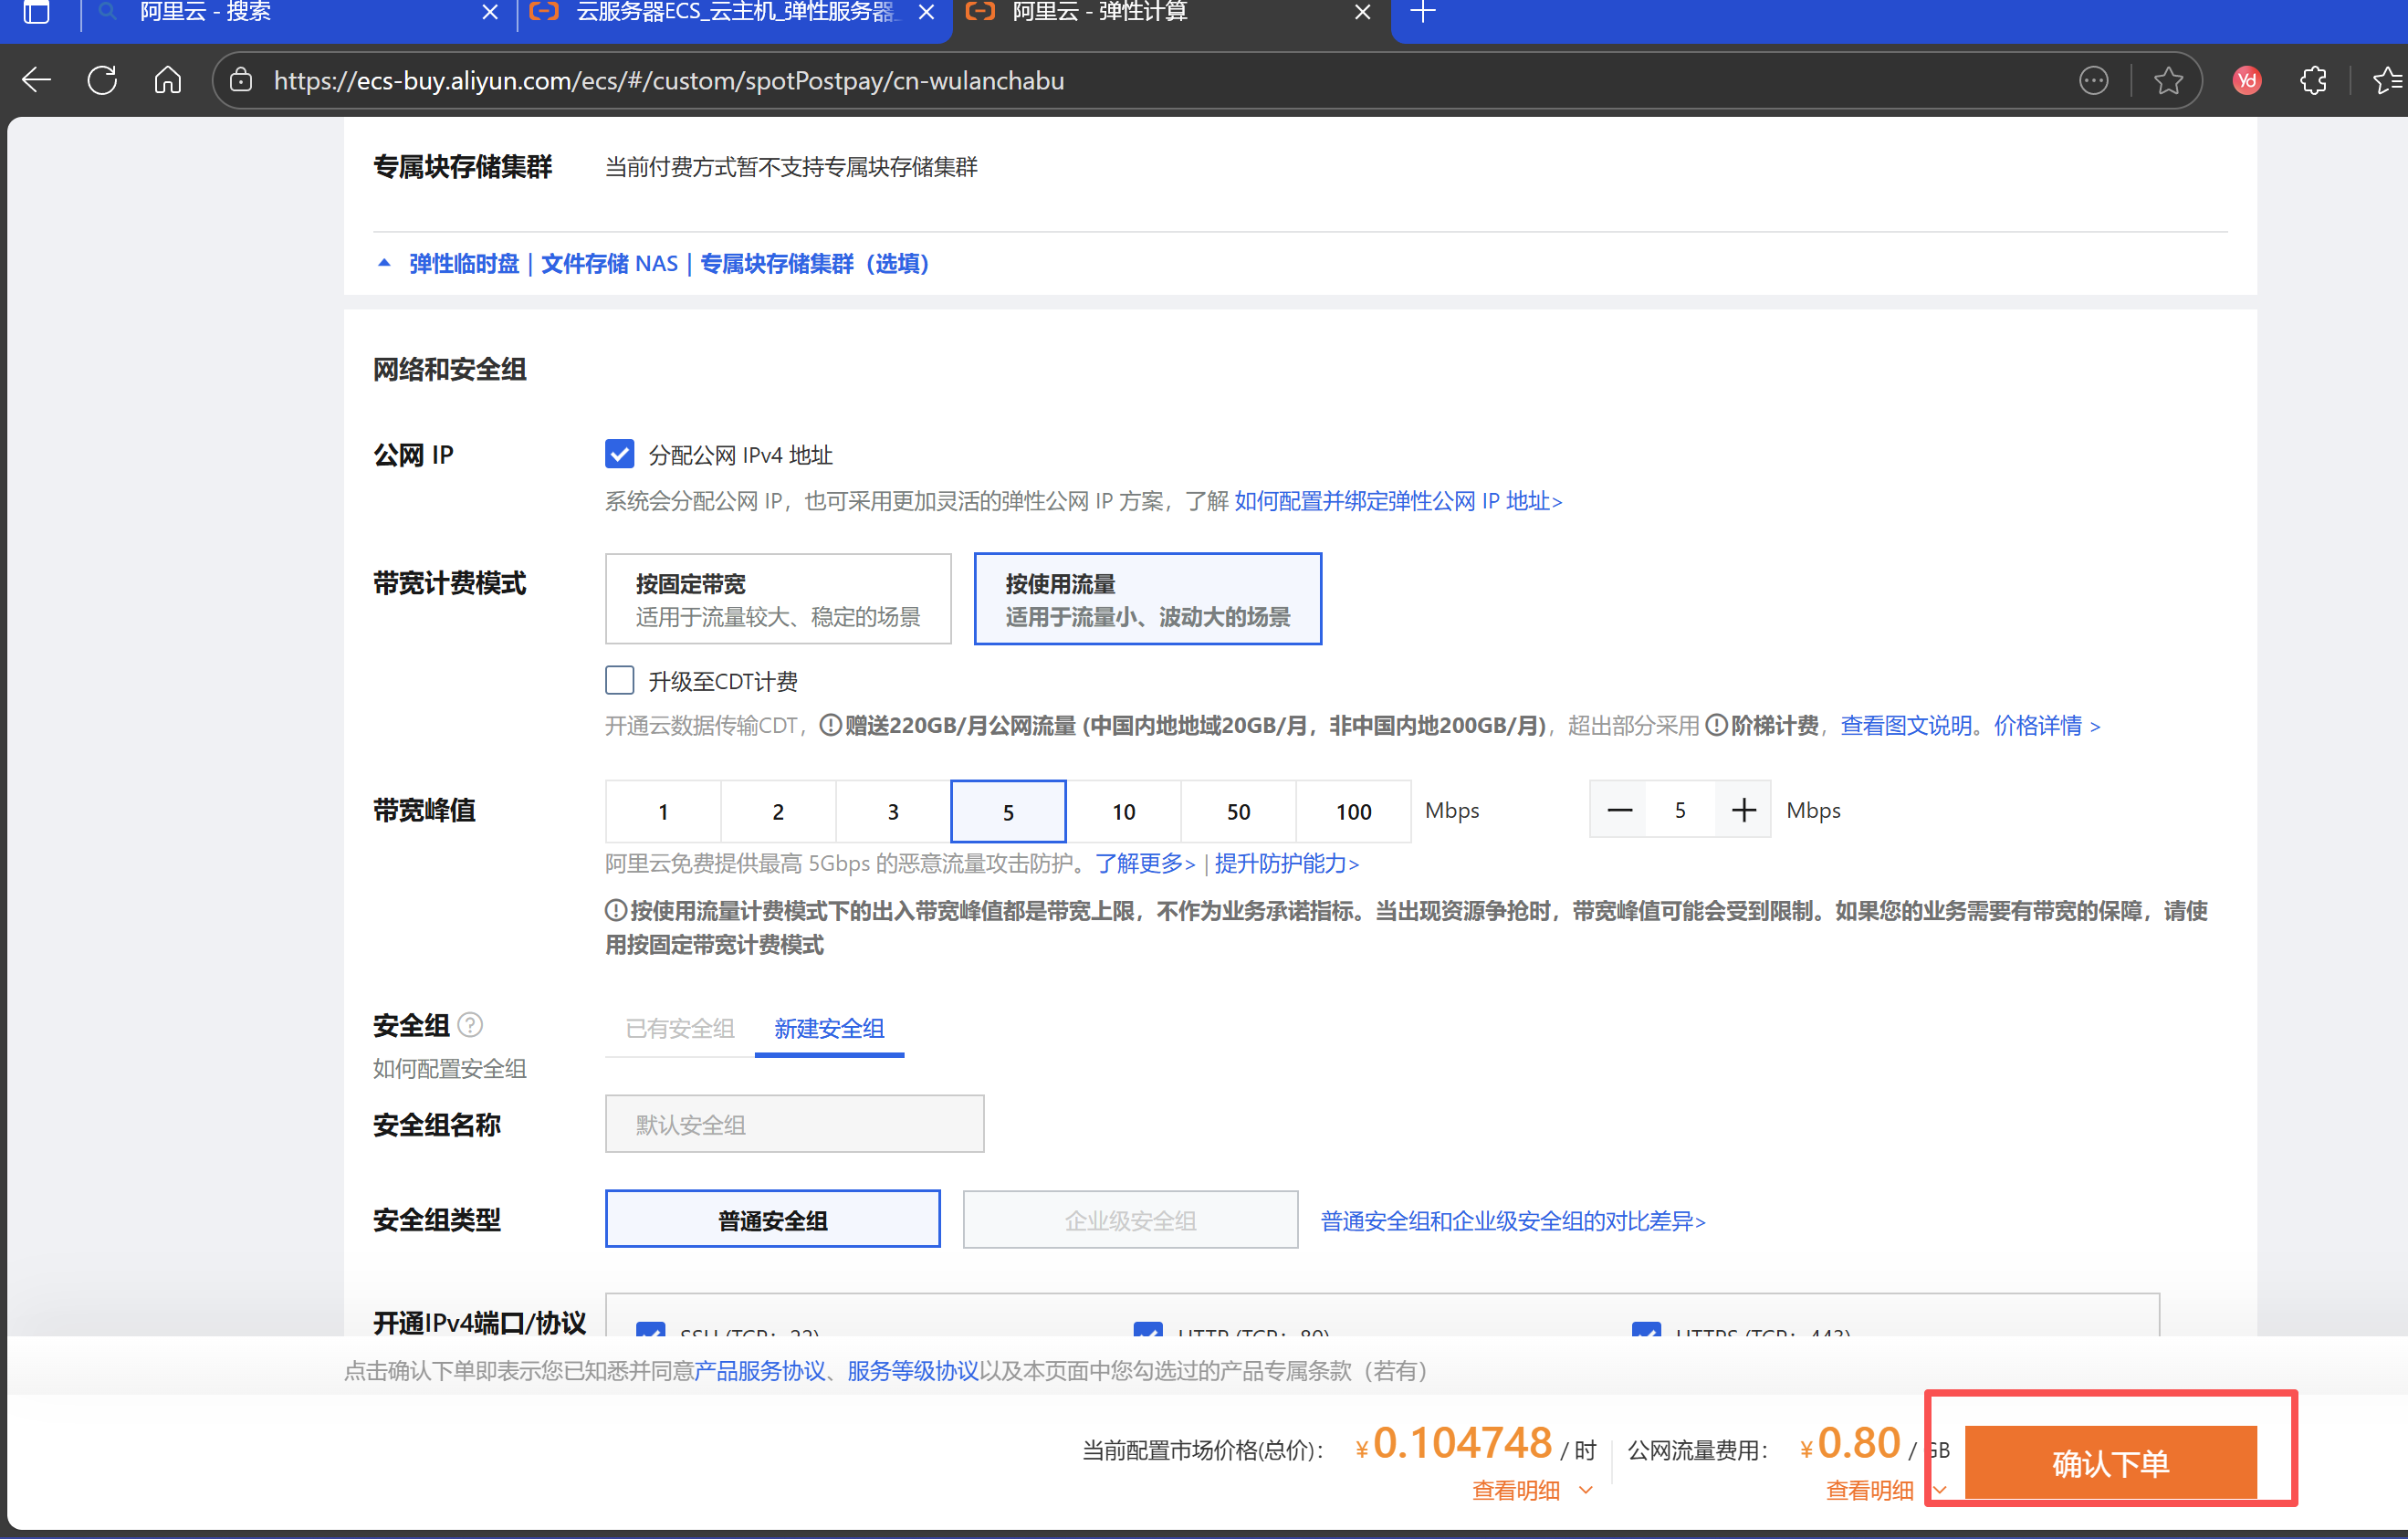 阿里云 - 搜索
云服务器ECS_云主机_弹性服务器_
阿里云 - 弹性计算
https://ecs-buy.aliyun.com/ecs/#/custom/spotPostpay/cn-wulanchabu
yd
专属块存储集群 当前付费方式暂不支持专属块存储集群
弹性临时盘 | 文件存储 NAS | 专属块存储集群（选填）
网络和安全组
公网 IP 分配公网 IPv4 地址
系统会分配公网 IP，也可采用更加灵活的弹性公网 IP 方案，了解 如何配置并绑定弹性公网 IP 地址>
带宽计费模式 按固定带宽 按使用流量
适用于流量较大、稳定的场景 适用于流量小、波动大的场景
升级至CDT计费
开通云数据传输CDT，赠送220GB/月公网流量 (中国内地地域20GB/月，非中国内地200GB/月)，超出部分采用 阶梯计费，查看图文说明。价格详情 >
带宽峰值 1 2 3 5 10 50 100 Mbps — 5 + Mbps
阿里云免费提供最高 5Gbps 的恶意流量攻击防护。了解更多> | 提升防护能力>
按使用流量计费模式下的出入带宽峰值都是带宽上限，不作为业务承诺指标。当出现资源争抢时，带宽峰值可能会受到限制。如果您的业务需要有带宽的保障，请使
用按固定带宽计费模式
安全组 ? 已有安全组 新建安全组
如何配置安全组
安全组名称 默认安全组
安全组类型 普通安全组 企业级安全组 普通安全组和企业级安全组的对比差异>
开通IPv4端口/协议 SSH (TCP：22) HTTP (TCP：80) HTTPS (TCP：443)
点击确认下单即表示您已知悉并同意产品服务协议、服务等级协议以及本页面中您勾选过的产品专属条款（若有）
当前配置市场价格(总价)： ¥0.104748 / 时 公网流量费用： ¥0.80 / GB 确认下单
查看明细 查看明细